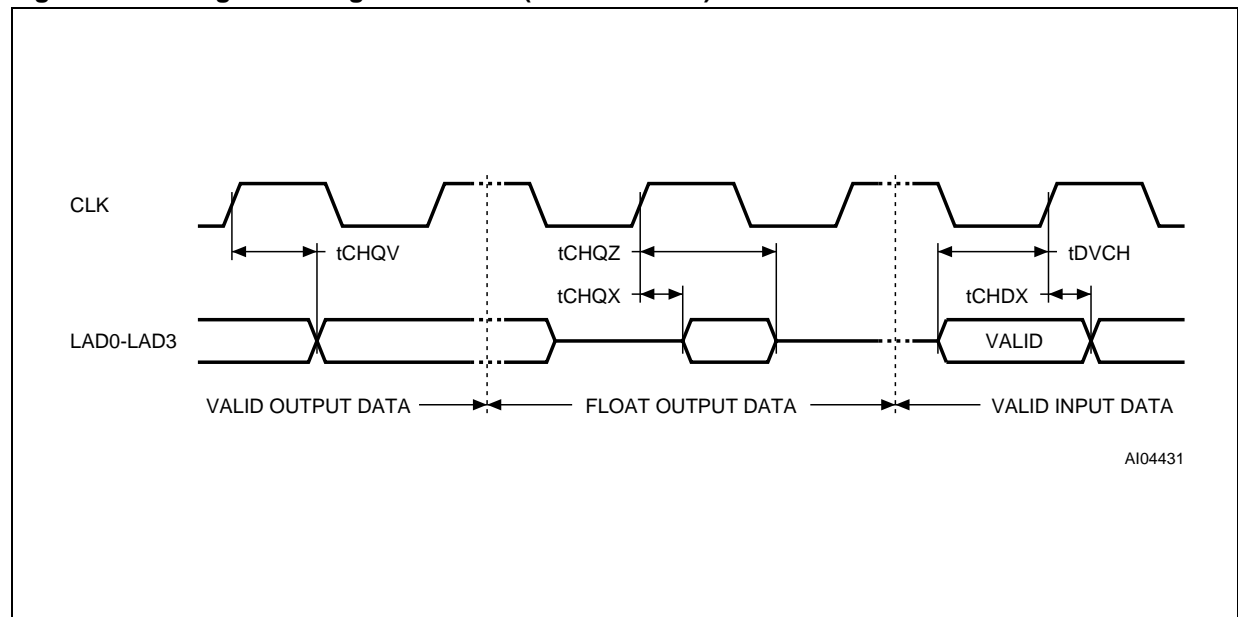 CLK
tCHQV
tCHQZ
tDVCH
tCHQX
tCHDX
LAD0-LAD3
VALID
VALID OUTPUT DATA
FLOAT OUTPUT DATA
VALID INPUT DATA
AI04431